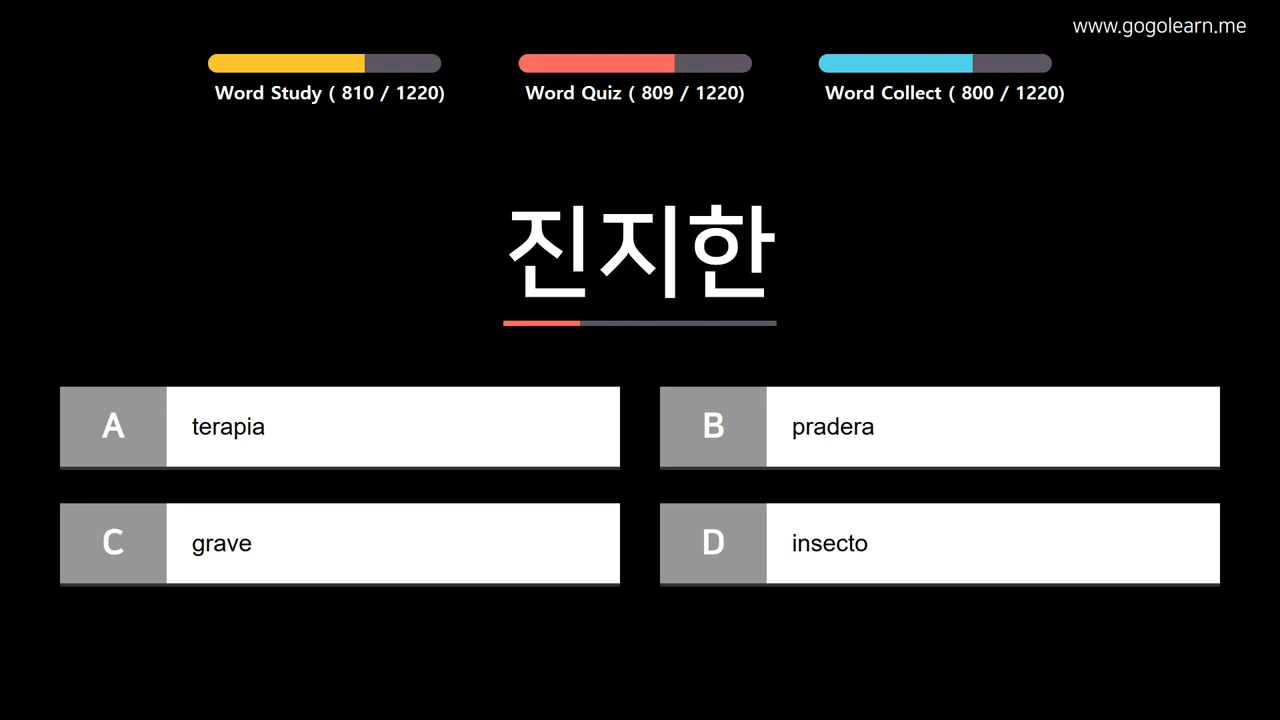 www.gogolearn.me
Word Study ( 810 / 1220)
Word Quiz ( 809 / 1220)
Word Collect ( 800 / 1220)
진지한
A terapia
B pradera
C grave
D insecto